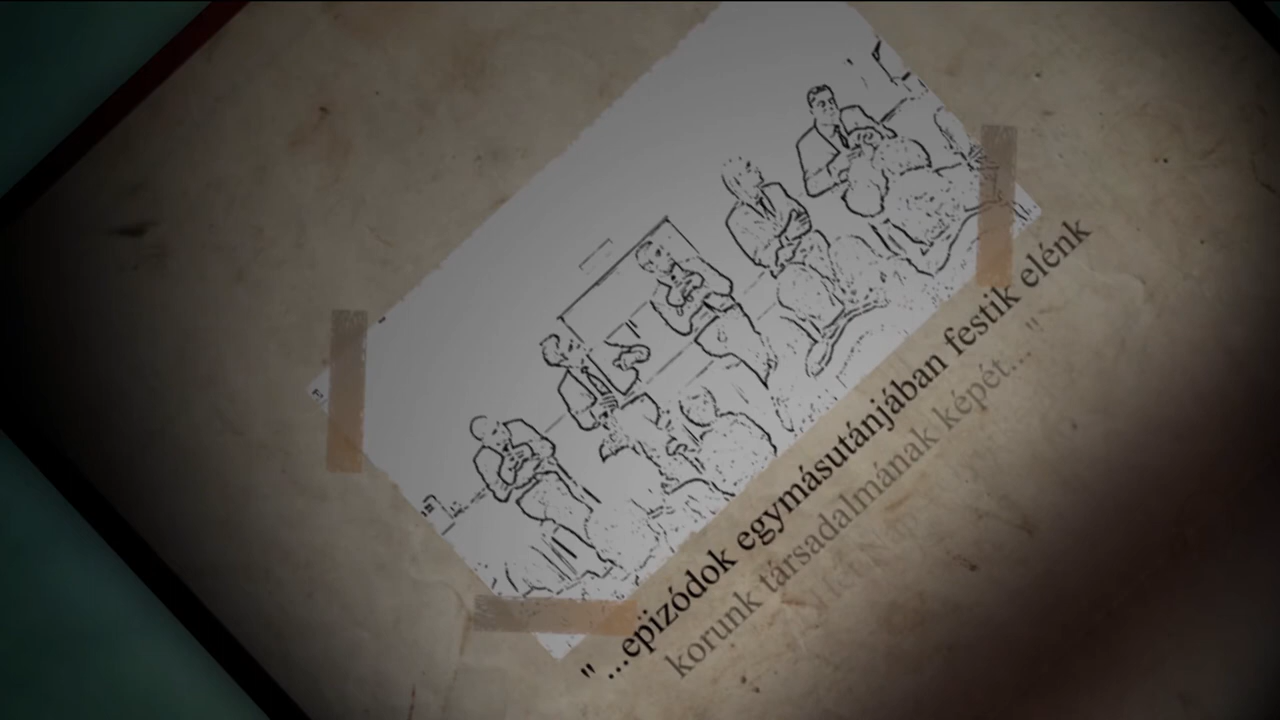 "...epizódok egymásutánjában festik elénk
korunk társadalmának képét... "